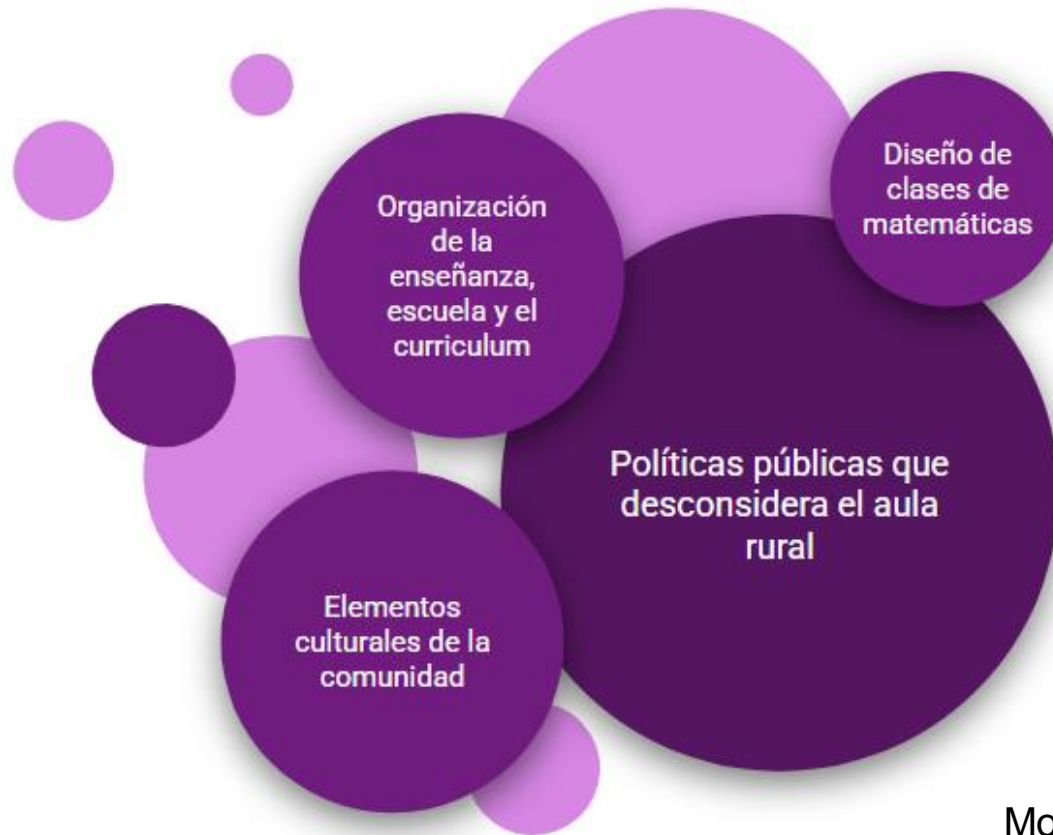 Diseño de
clases de
matemáticas
Organización
de la
enseñanza,
escuela y el
curriculum
Políticas públicas que
desconsidera el aula
rural
Elementos
culturales de la
comunidad